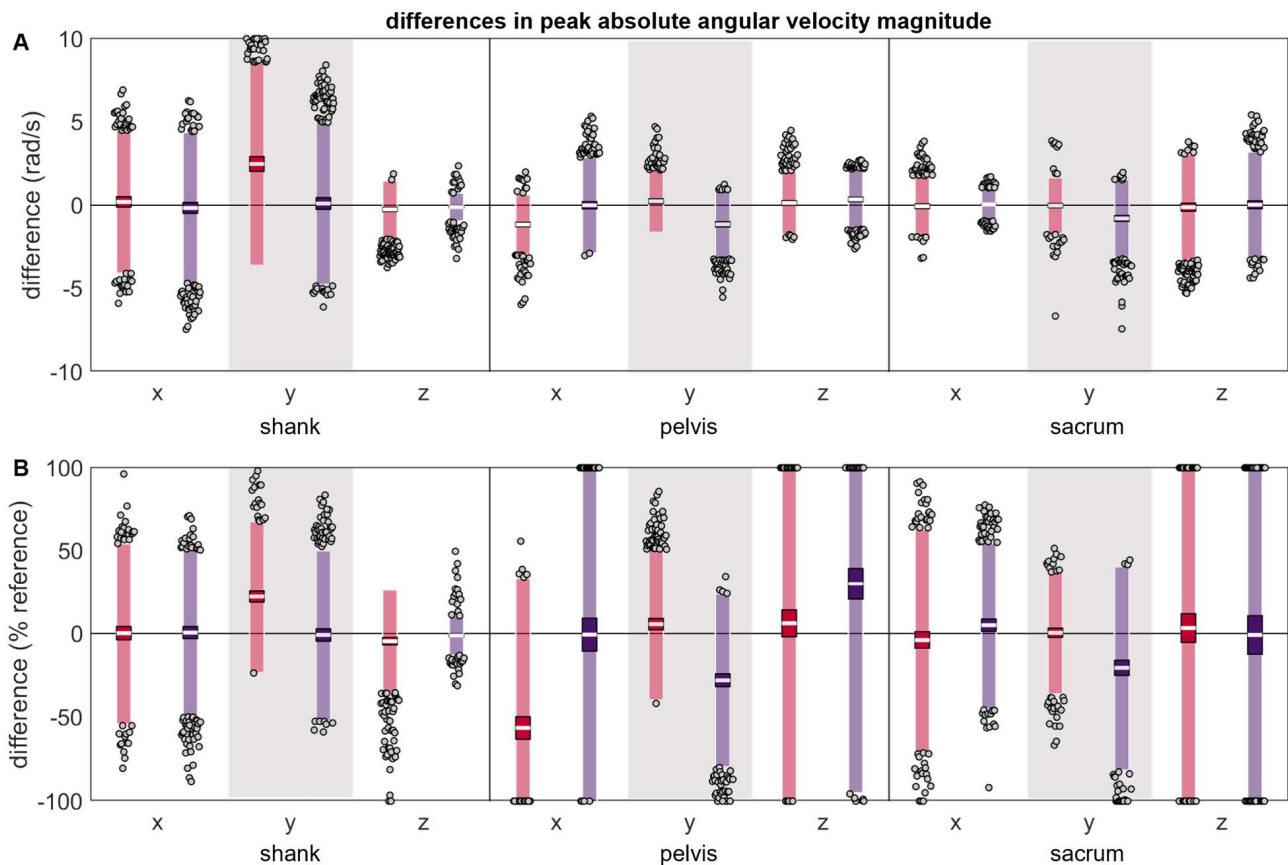 differences in peak absolute angular velocity magnitude
A
10
5
0
-5
-10
difference (rad/s)
x y z x y z x y z
shank pelvis sacrum
B
100
50
0
-50
-100
difference (% reference)
x y z x y z x y z
shank pelvis sacrum